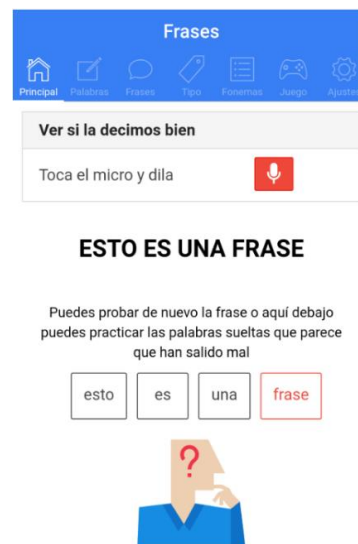 Frases
Principal Palabras Frases Tipo Fonemas Juego Ajustes
Ver si la decimos bien
Toca el micro y dila
ESTO ES UNA FRASE
Puedes probar de nuevo la frase o aquí debajo
puedes practicar las palabras sueltas que parece
que han salido mal
esto es una frase
?